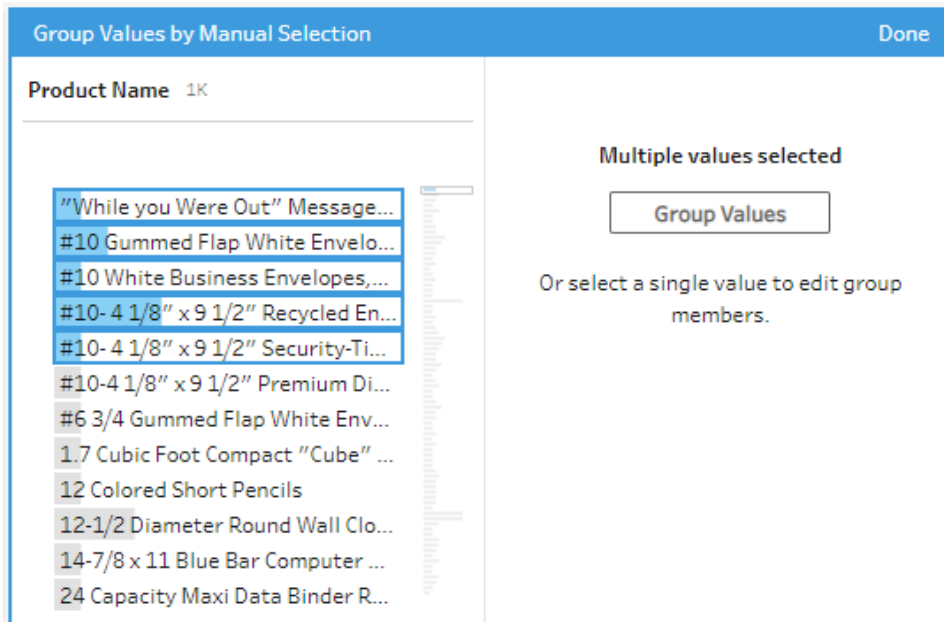 Group Values by Manual Selection Done
Product Name 1K
"While you Were Out" Message...
#10 Gummed Flap White Envelo...
#10 White Business Envelopes,...
#10- 4 1/8" x 9 1/2" Recycled En...
#10- 4 1/8" x 9 1/2" Security-Ti...
#10-4 1/8" x 9 1/2" Premium Di...
#6 3/4 Gummed Flap White Env...
1.7 Cubic Foot Compact "Cube" ...
12 Colored Short Pencils
12-1/2 Diameter Round Wall Clo...
14-7/8 x 11 Blue Bar Computer ...
24 Capacity Maxi Data Binder R...
Multiple values selected
Group Values
Or select a single value to edit group
members.